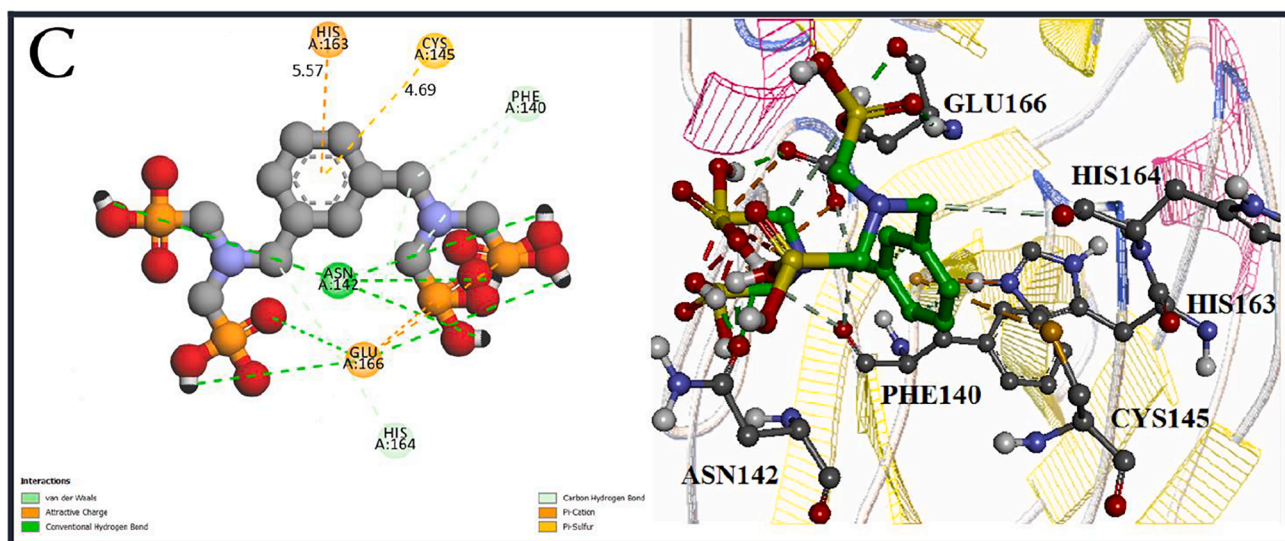 C
HIS
A:163
CYS
A:145
5.57
4.69
PHE
A:140
ASN
A:142
GLU
A:166
HIS
A:164
Interactions
van der Waals
Attractive Charge
Conventional Hydrogen Bond
Carbon Hydrogen Bond
Pi-Cation
Pi-Sulfur
GLU166
HIS164
HIS163
PHE140
CYS145
ASN142